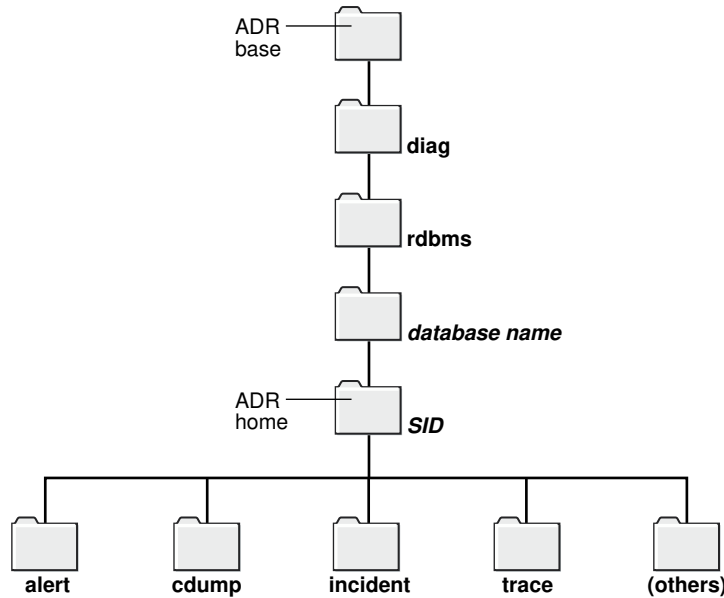 ADR
base
diag
rdbms
database name
ADR
home
SID
alert
cdump
incident
trace
(others)